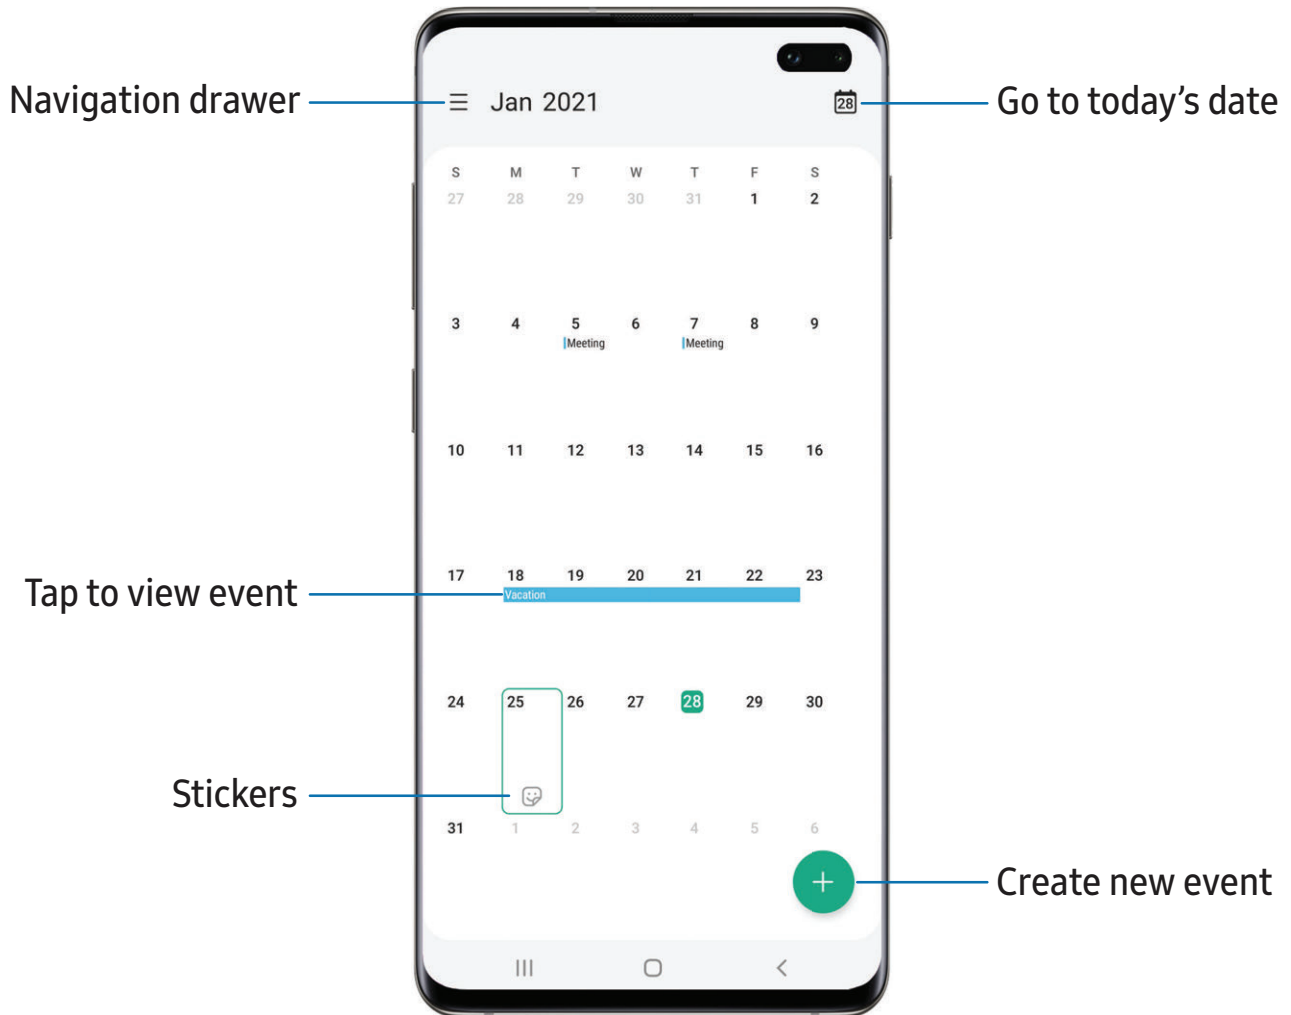 Navigation drawer
Jan 2021
28
Go to today's date
S M T W T F S
27 28 29 30 31 1 2
3 4 5 6 7 8 9
Meeting Meeting
10 11 12 13 14 15 16
17 18 19 20 21 22 23
Tap to view event
Vacation
24 25 26 27 28 29 30
Stickers
31 1 2 3 4 5 6
Create new event